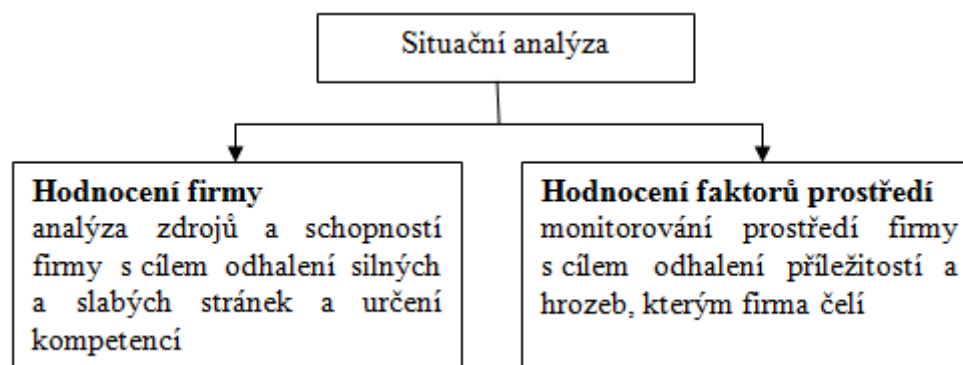 Situační analýza
Hodnocení firmy
analýza zdrojů a schopností
firmy s cílem odhalení silných
a slabých stránek a určení
kompetencí
Hodnocení faktorů prostředí
monitorování prostředí firmy
s cílem odhalení příležitostí a
hrozeb, kterým firma čelí